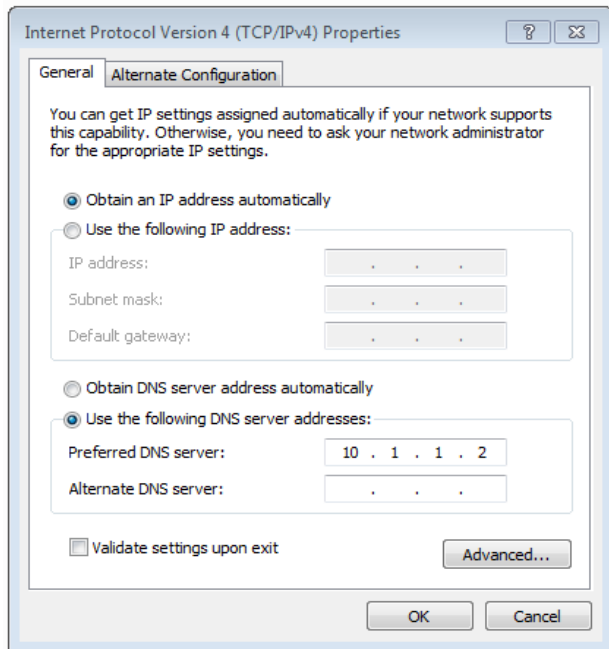 Internet Protocol Version 4 (TCP/IPv4) Properties
General
Alternate Configuration
You can get IP settings assigned automatically if your network supports
this capability. Otherwise, you need to ask your network administrator
for the appropriate IP settings.
Obtain an IP address automatically
Use the following IP address:
IP address: . . .
Subnet mask: . . .
Default gateway: . . .
Obtain DNS server address automatically
Use the following DNS server addresses:
Preferred DNS server: 10 . 1 . 1 . 2
Alternate DNS server: . . .
Validate settings upon exit
Advanced...
OK
Cancel